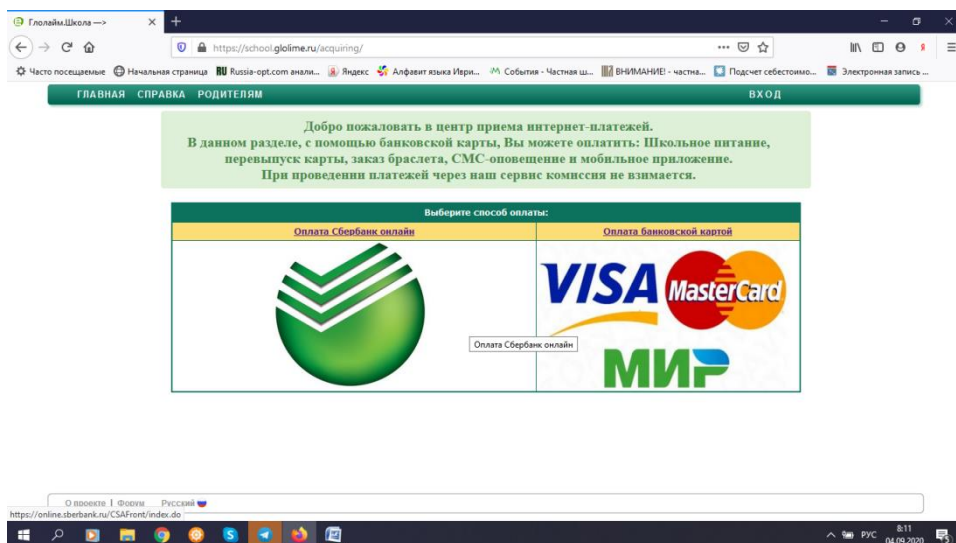 Глолайм.Школа —>
https://school.glolime.ru/acquiring/
Часто посещаемые Начальная страница Russia-opt.com анали... Яндекс Алфавит языка Иври... События - Частная ш... ВНИМАНИЕ! - частна... Подсчет себестоимо... Электронная запись ...
ГЛАВНАЯ СПРАВКА РОДИТЕЛЯМ ВХОД
Добро пожаловать в центр приема интернет-платежей.
В данном разделе, с помощью банковской карты, Вы можете оплатить: Школьное питание,
перевыпуск карты, заказ браслета, СМС-оповещение и мобильное приложение.
При проведении платежей через наш сервис комиссия не взимается.
Выберите способ оплаты:
Оплата Сбербанк онлайн Оплата банковской картой
VISA MasterCard
Оплата Сбербанк онлайн
МИР
О проекте | Форум Русский
https://online.sberbank.ru/CSAFront/index.do
РУС 8:11
04.09.2020